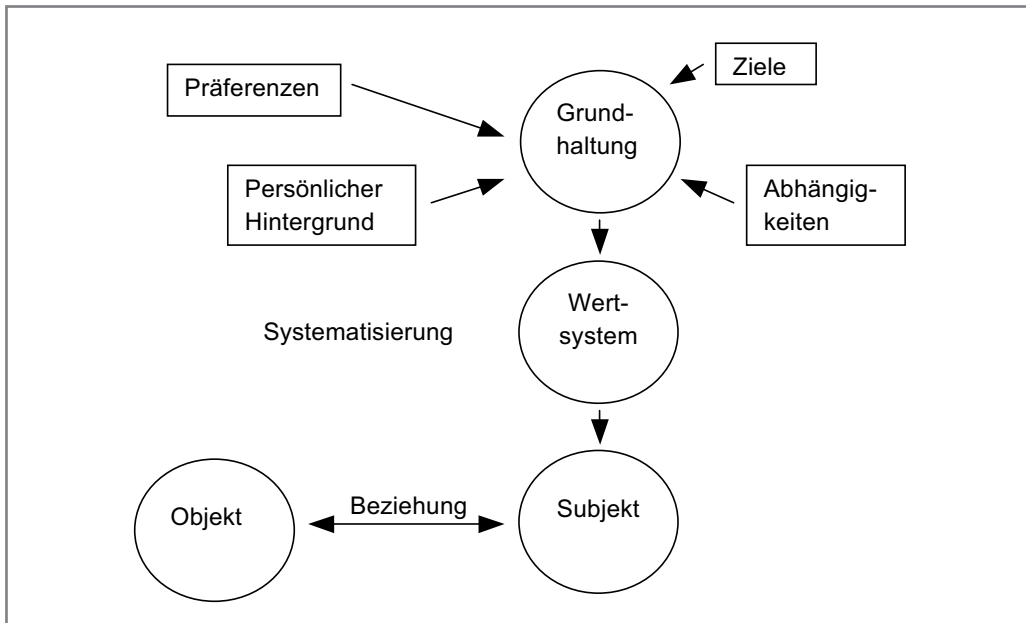 Präferenzen
Ziele
Grund-
haltung
Persönlicher
Hintergrund
Abhängig-
keiten
Wert-
system
Systematisierung
Objekt
Beziehung
Subjekt